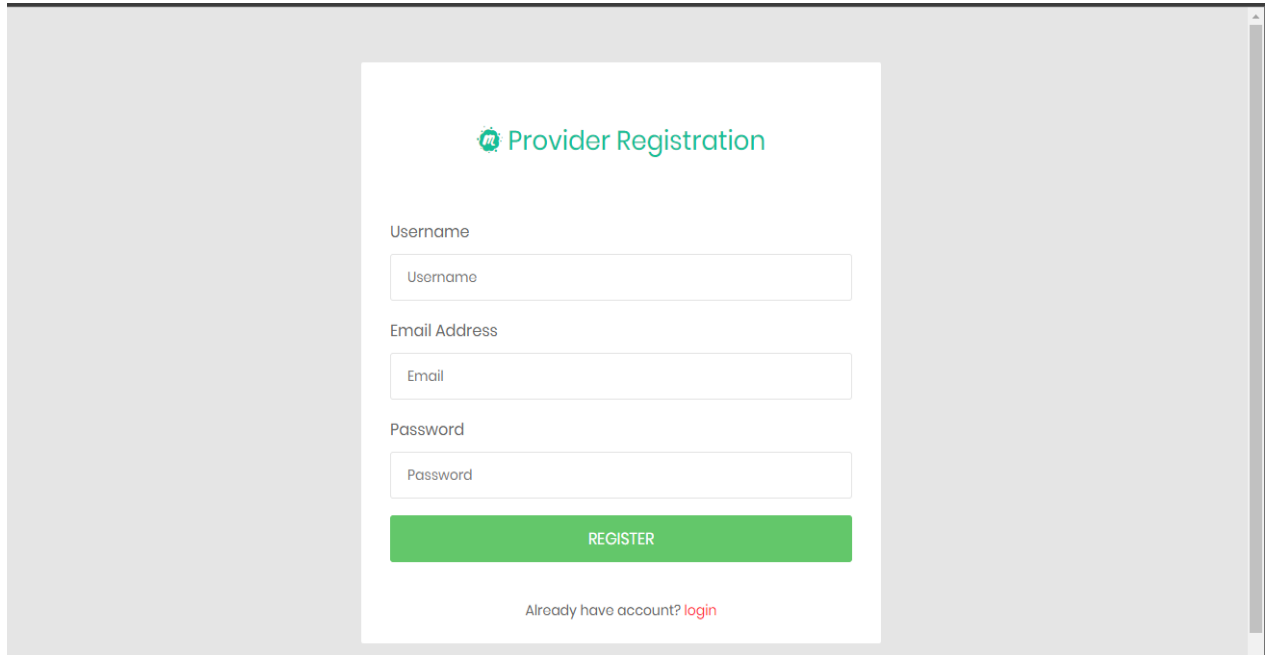 Provider Registration
Username
Username
Email Address
Email
Password
Password
REGISTER
Already have account? login